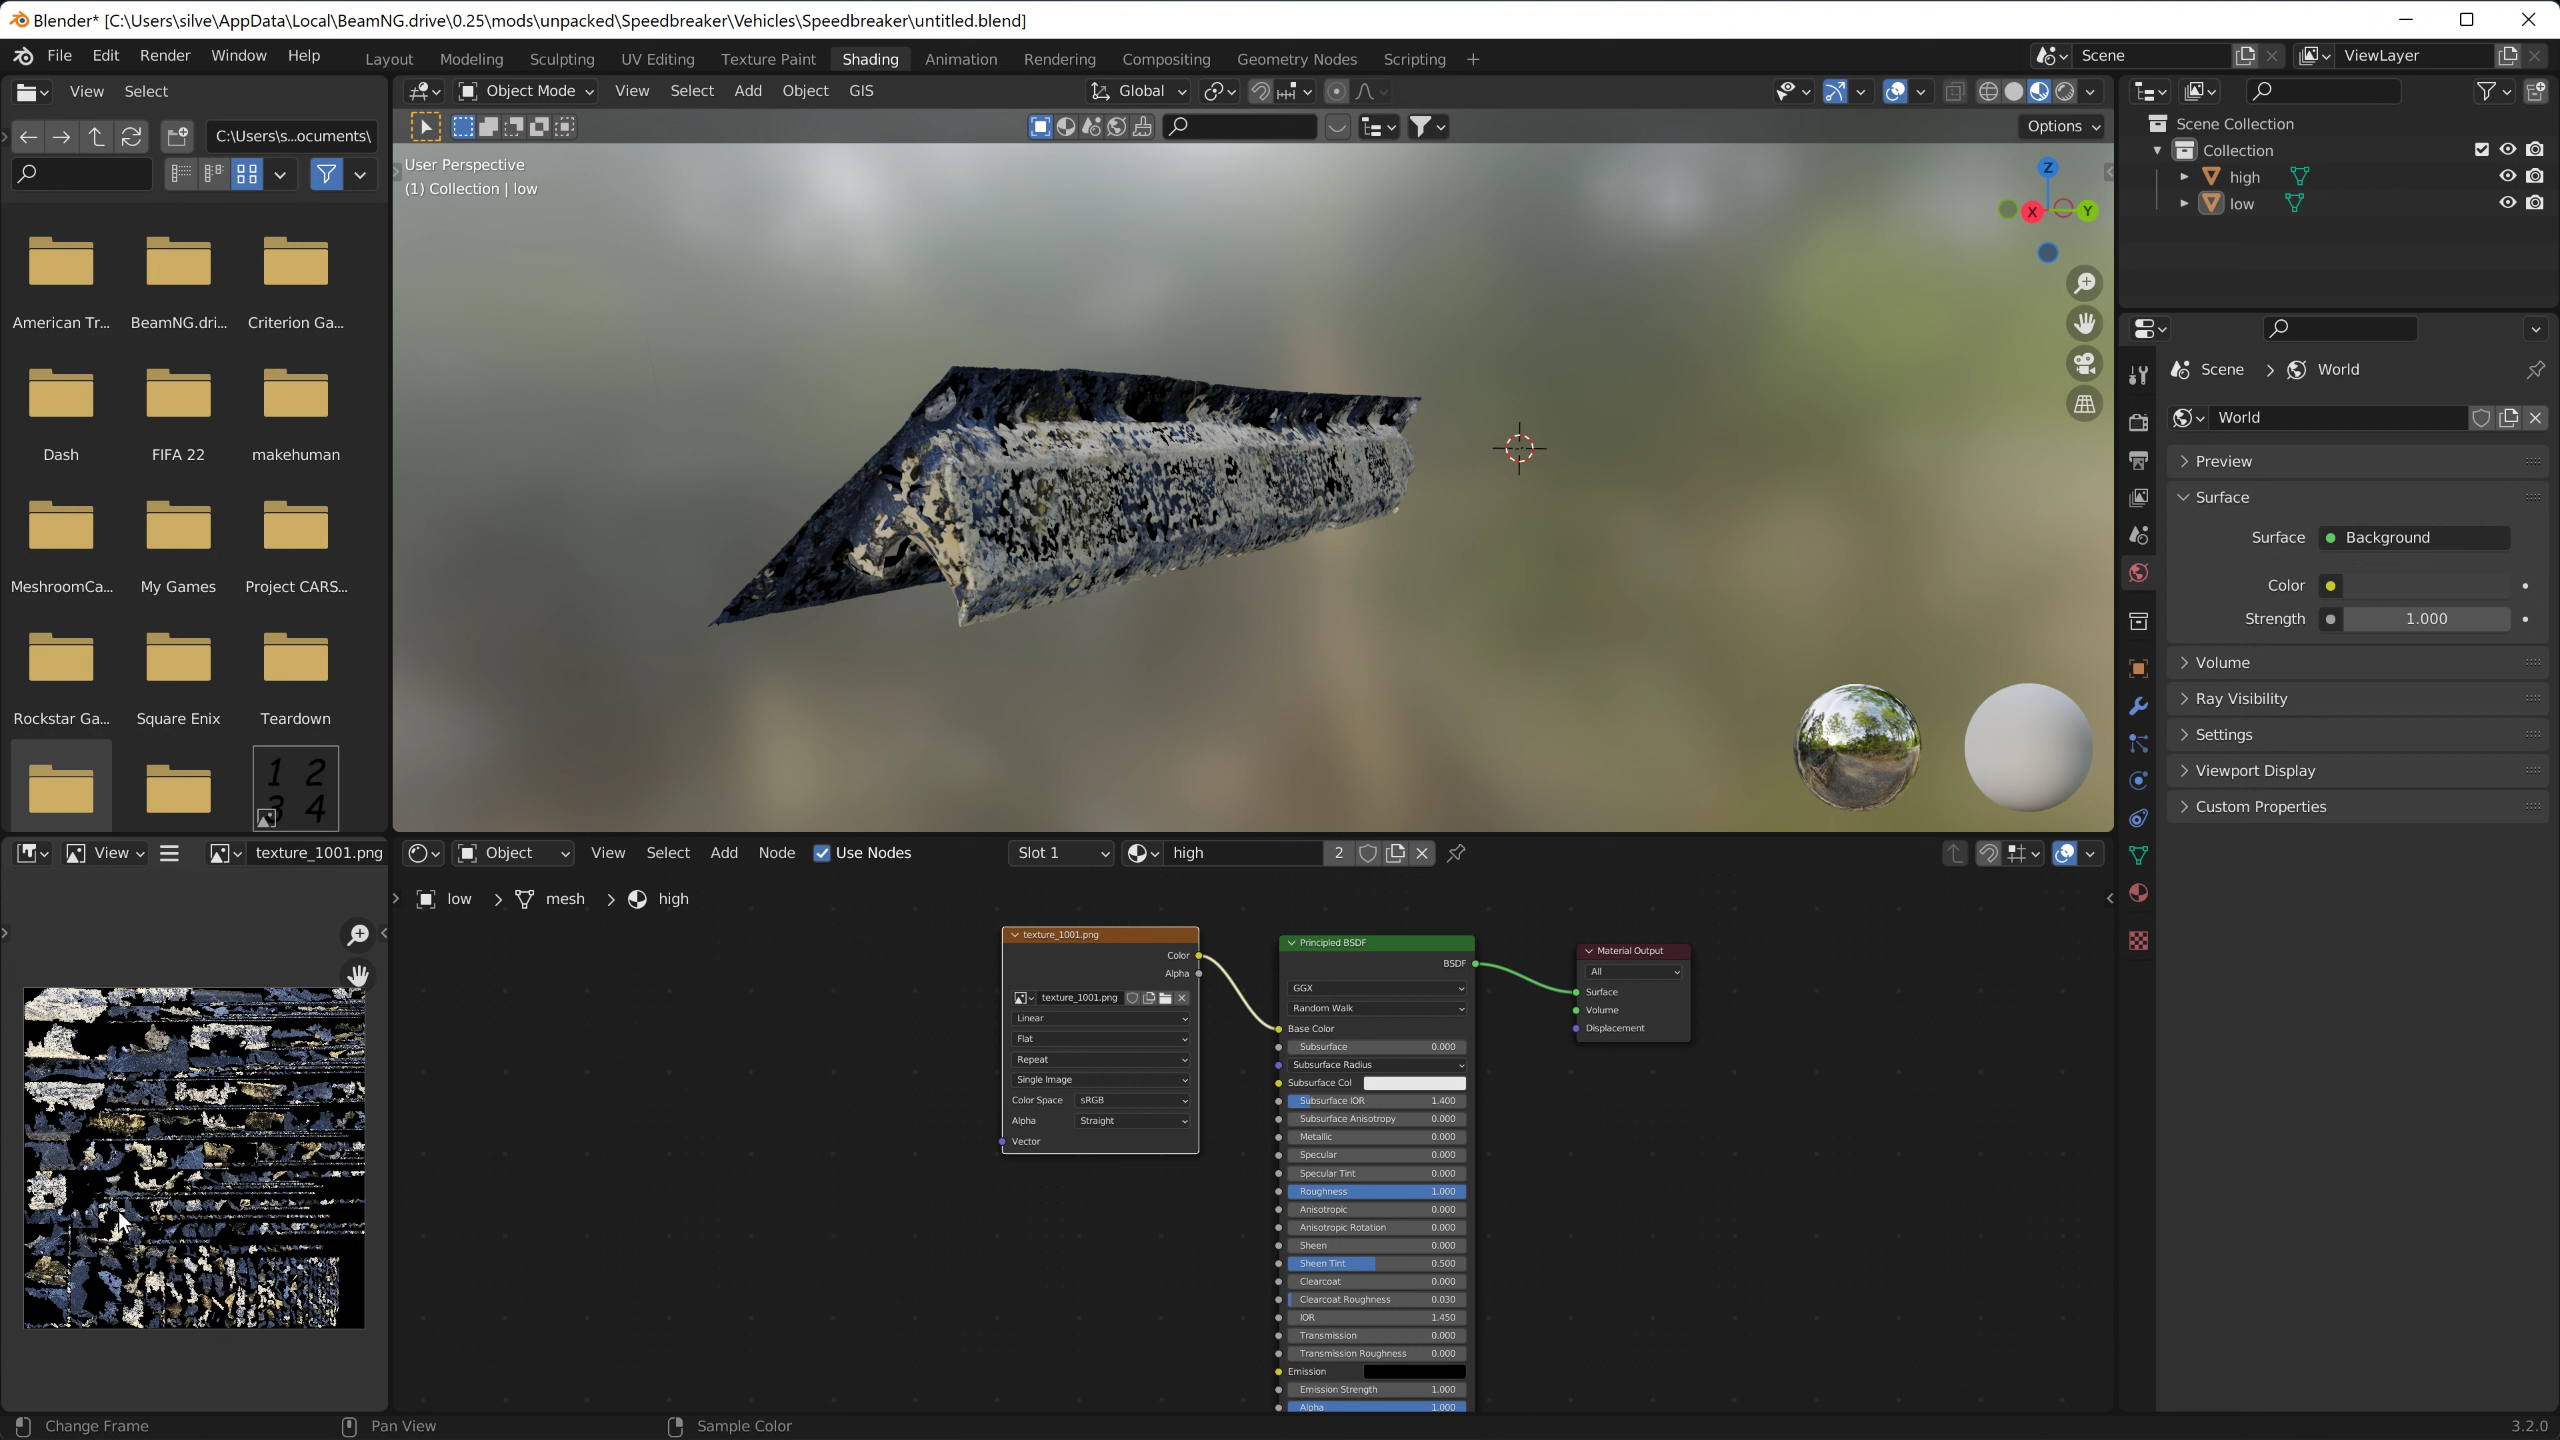 Blender* [C:\Users\silve\AppData\Local\BeamNG.drive\0.25\mods\unpacked\Speedbreaker\Vehicles\Speedbreaker\untitled.blend]
File Edit Render Window Help Layout Modeling Sculpting UV Editing Texture Paint Shading Animation Rendering Compositing Geometry Nodes Scripting + Scene ViewLayer
View Select
Object Mode View Select Add Object GIS Global
C:\Users\s...ocuments\
Options
User Perspective
(1) Collection | low
Z
X Y
American Tr... BeamNG.dri... Criterion Ga...
Dash FIFA 22 makehuman
MeshroomCa... My Games Project CARS...
Rockstar Ga... Square Enix Teardown
1 2
3 4
Scene Collection
Collection
high
low
Scene > World
World
Preview
Surface
Surface Background
Color
Strength 1.000
Volume
Ray Visibility
Settings
Viewport Display
Custom Properties
View texture_1001.png
Object View Select Add Node Use Nodes Slot 1 high 2
low > mesh > high
texture_1001.png
Color
Alpha
texture_1001.png
Linear
Flat
Repeat
Single Image
Color Space sRGB
Alpha Straight
Vector
Principled BSDF
BSDF
GGX
Random Walk
Base Color
Subsurface 0.000
Subsurface Radius
Subsurface Col
Subsurface IOR 1.400
Subsurface Anisotropy 0.000
Metallic 0.000
Specular 0.000
Specular Tint 0.000
Roughness 1.000
Anisotropic 0.000
Anisotropic Rotation 0.000
Sheen 0.000
Sheen Tint 0.500
Clearcoat 0.000
Clearcoat Roughness 0.030
IOR 1.450
Transmission 0.000
Transmission Roughness 0.000
Emission
Emission Strength 1.000
Alpha 1.000
Material Output
All
Surface
Volume
Displacement
Change Frame Pan View Sample Color 3.2.0